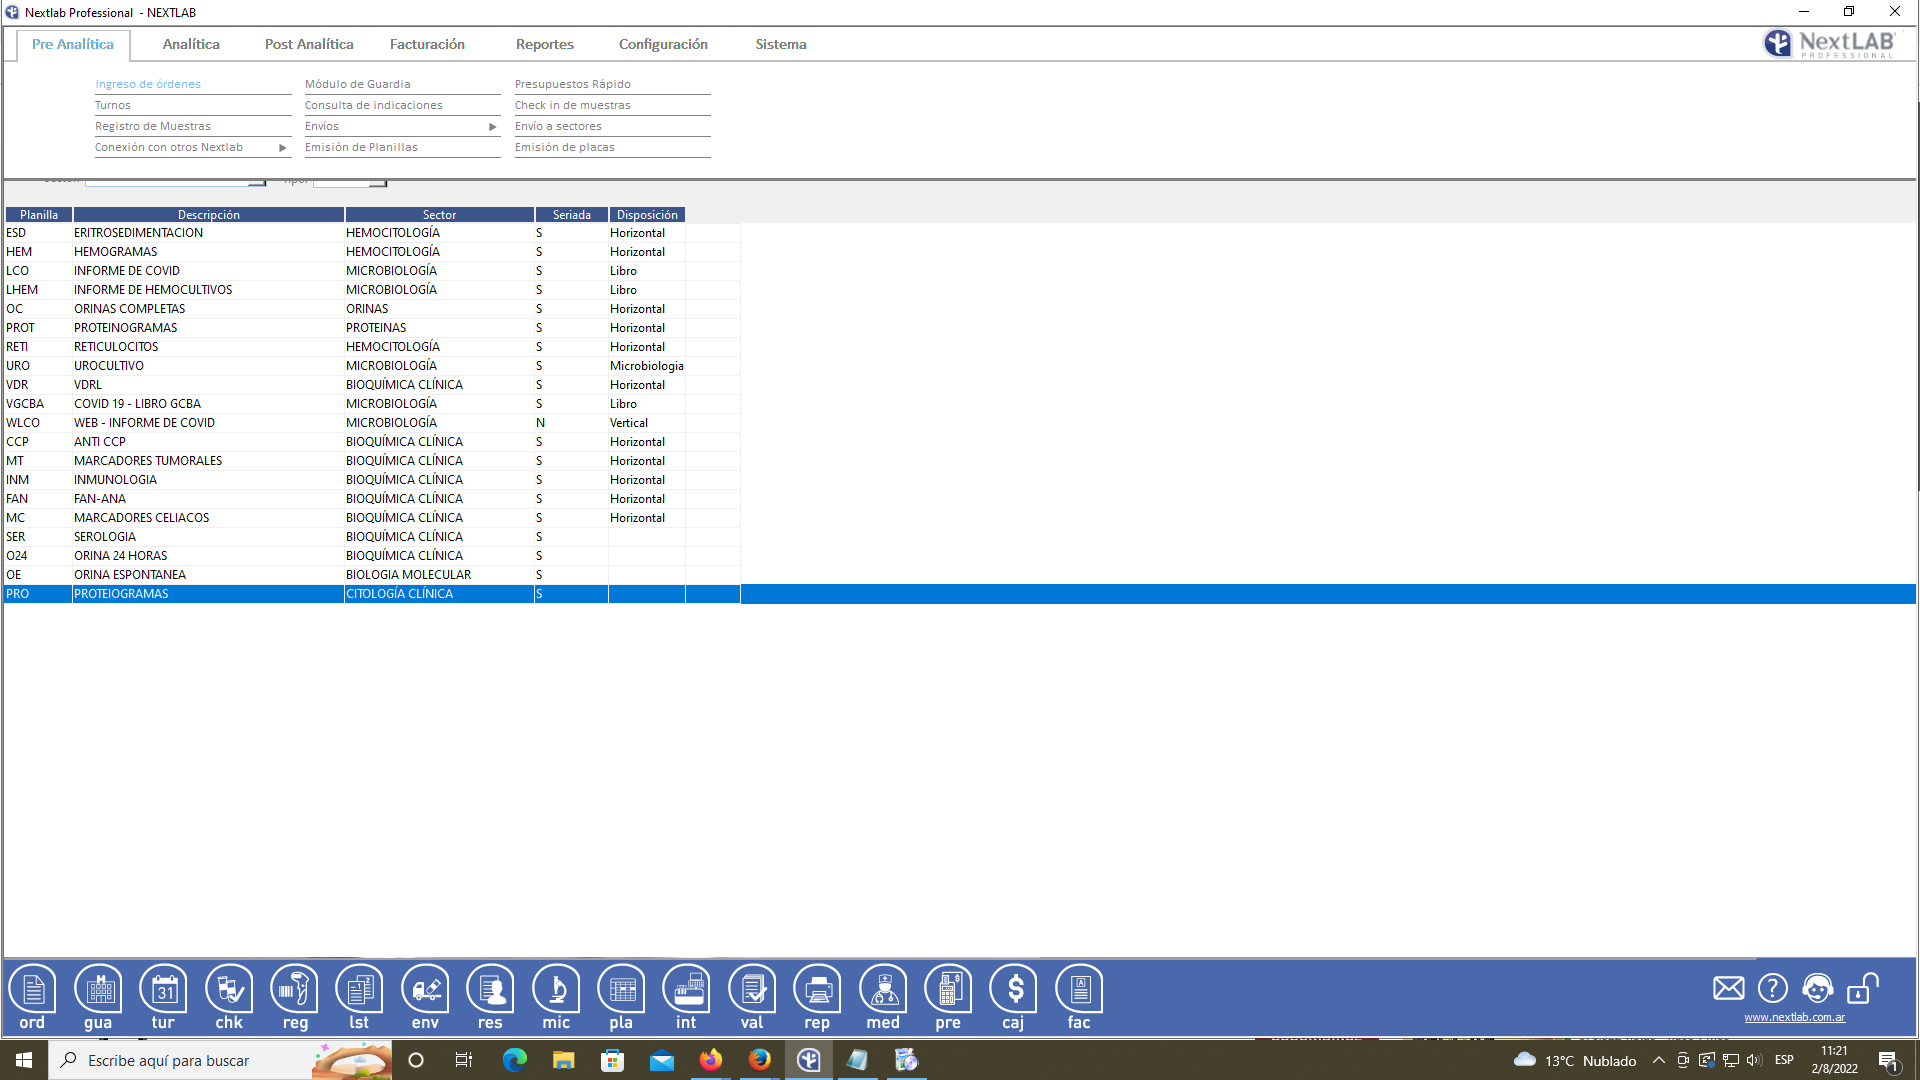 Nextlab Professional  - NEXTLAB
Pre Analítica Analítica Post Analítica Facturación Reportes Configuración Sistema
NextLAB
PROFESSIONAL
Ingreso de órdenes Módulo de Guardia Presupuestos Rápido
Turnos Consulta de indicaciones Check in de muestras
Registro de Muestras Envíos Envío a sectores
Conexión con otros Nextlab Emisión de Planillas Emisión de placas
Planilla Descripción Sector Seriada Disposición
ESD ERITROSEDIMENTACION HEMOCITOLOGÍA S Horizontal
HEM HEMOGRAMAS HEMOCITOLOGÍA S Horizontal
LCO INFORME DE COVID MICROBIOLOGÍA S Libro
LHEM INFORME DE HEMOCULTIVOS MICROBIOLOGÍA S Libro
OC ORINAS COMPLETAS ORINAS S Horizontal
PROT PROTEINOGRAMAS PROTEINAS S Horizontal
RETI RETICULOCITOS HEMOCITOLOGÍA S Horizontal
URO UROCULTIVO MICROBIOLOGÍA S Microbiologia
VDR VDRL BIOQUÍMICA CLÍNICA S Horizontal
VGCBA COVID 19 - LIBRO GCBA MICROBIOLOGÍA S Libro
WLCO WEB - INFORME DE COVID MICROBIOLOGÍA N Vertical
CCP ANTI CCP BIOQUÍMICA CLÍNICA S Horizontal
MT MARCADORES TUMORALES BIOQUÍMICA CLÍNICA S Horizontal
INM INMUNOLOGIA BIOQUÍMICA CLÍNICA S Horizontal
FAN FAN-ANA BIOQUÍMICA CLÍNICA S Horizontal
MC MARCADORES CELIACOS BIOQUÍMICA CLÍNICA S Horizontal
SER SEROLOGIA BIOQUÍMICA CLÍNICA S
O24 ORINA 24 HORAS BIOQUÍMICA CLÍNICA S
OE ORINA ESPONTANEA BIOLOGIA MOLECULAR S
PRO PROTEIOGRAMAS CITOLOGÍA CLÍNICA S
31
ord gua tur chk reg lst env res mic pla int val rep med pre caj fac
www.nextlab.com.ar
Escribe aquí para buscar
13°C Nublado
ESP
11:21
2/8/2022
1